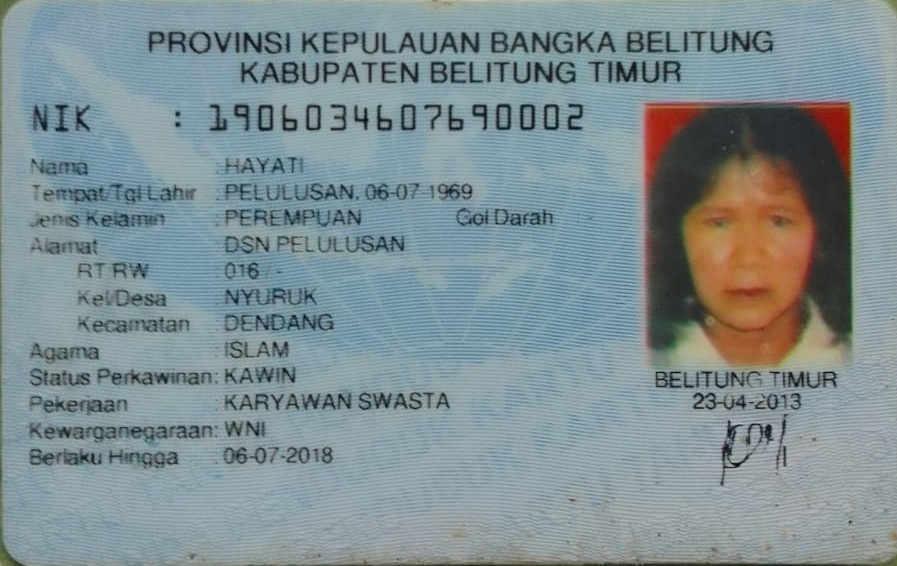 PROVINSI KEPULAUAN BANGKA BELITUNG
KABUPATEN BELITUNG TIMUR
NIK : 1906034607690002
Nama : HAYATI
Tempat/Tgl Lahir : PELULUSAN, 06-07 1969
Jenis Kelamin : PEREMPUAN Gol Darah
Alamat : DSN PELULUSAN
RT RW : 016 / -
Kel/Desa : NYURUK
Kecamatan : DENDANG
Agama : ISLAM
Status Perkawinan: KAWIN
Pekerjaan : KARYAWAN SWASTA
Kewarganegaraan: WNI
Berlaku Hingga : 06-07-2018
BELITUNG TIMUR
23-04-2013